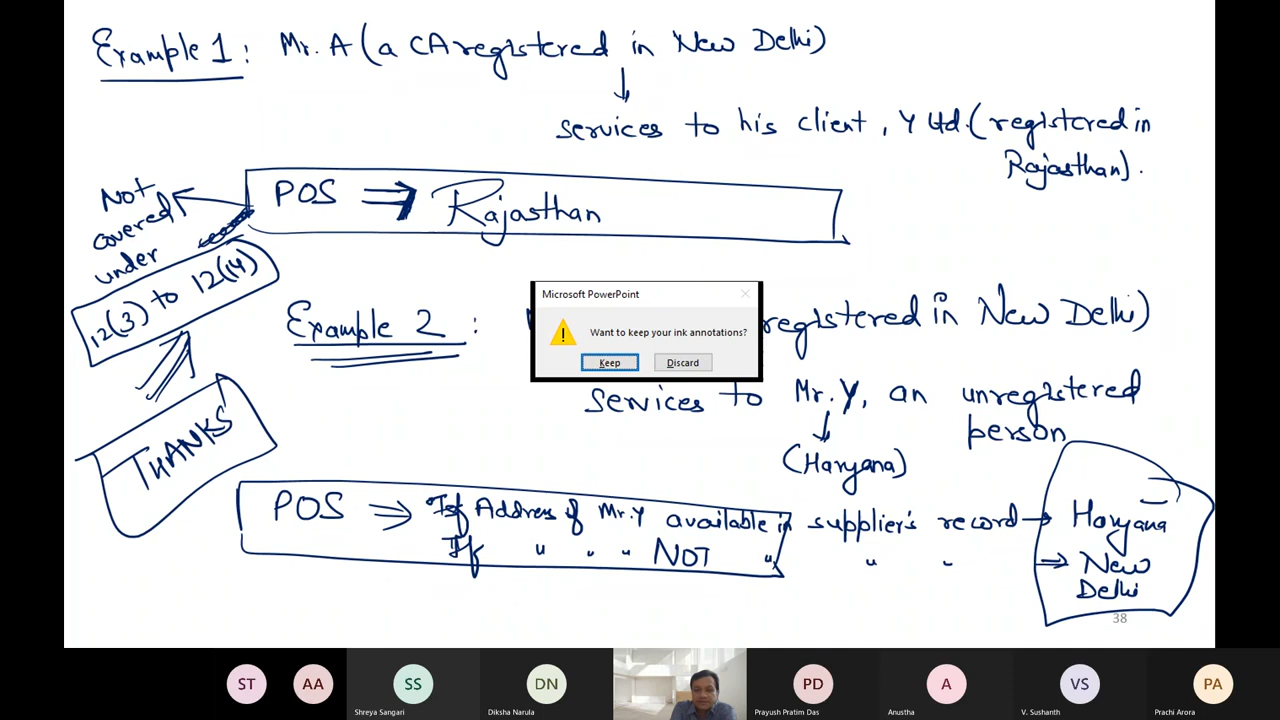 Example 1: Mr. A (a CA registered in New Delhi)
services to his client, Y Ltd. (registered in
Rajasthan).
POS ⇒ Rajasthan
Not
covered
under
12(3) to 12(14)
THANKS
Example 2 :
registered in New Delhi)
services to Mr. Y, an unregistered
person
(Haryana)
POS ⇒ If Address of Mr. Y available in supplier's record → Haryana
If " " " NOT " " " ⇒ New
Delhi
38
Microsoft PowerPoint
Want to keep your ink annotations?
Keep Discard
ST AA SS DN PD A VS PA
Shreya Sangari Diksha Narula Prayush Pratim Das Anustha V. Sushanth Prachi Arora